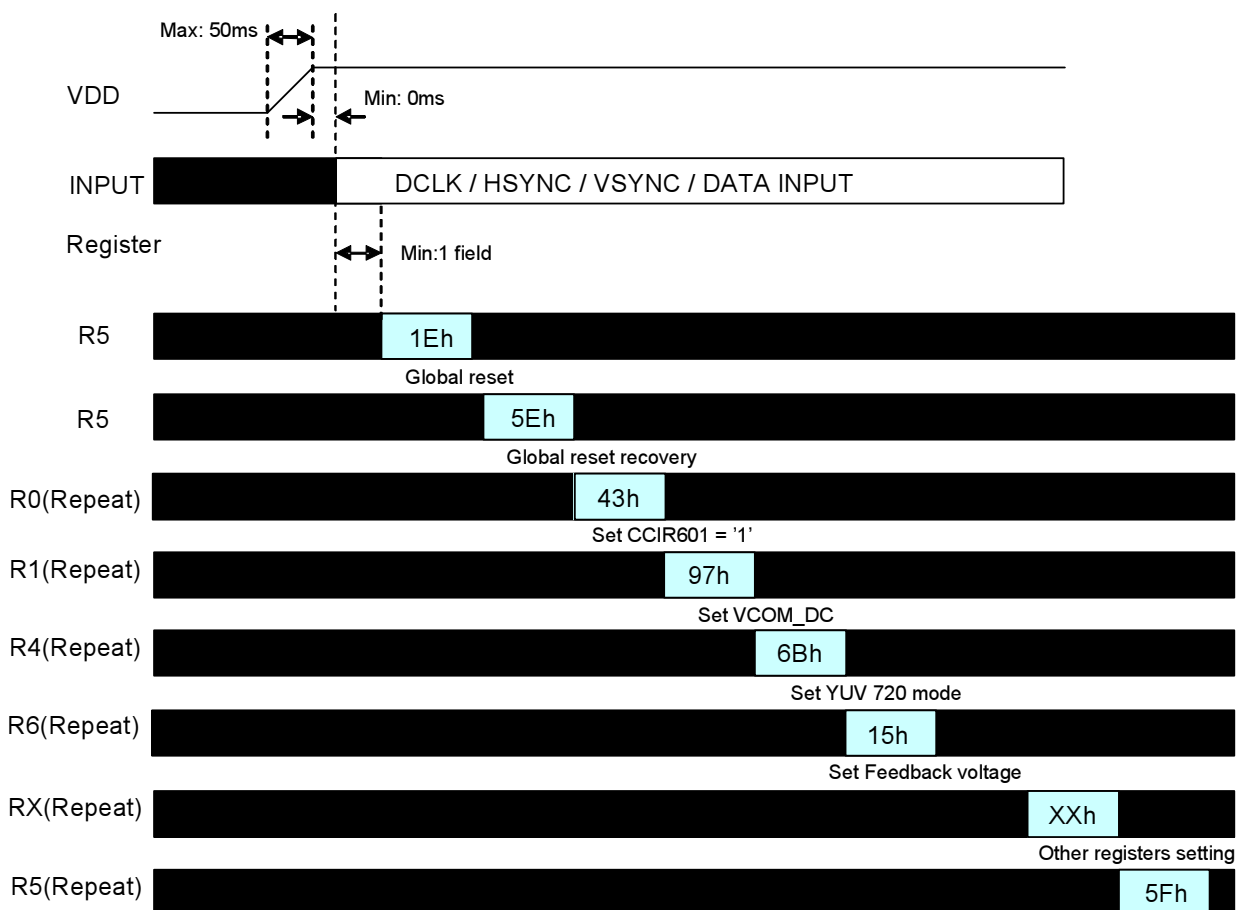 Max: 50ms
VDD
Min: 0ms
INPUT
DCLK / HSYNC / VSYNC / DATA INPUT
Register
Min:1 field
R5
1Eh
Global reset
R5
5Eh
Global reset recovery
R0(Repeat)
43h
Set CCIR601 = '1'
R1(Repeat)
97h
Set VCOM_DC
R4(Repeat)
6Bh
Set YUV 720 mode
R6(Repeat)
15h
Set Feedback voltage
RX(Repeat)
XXh
Other registers setting
R5(Repeat)
5Fh